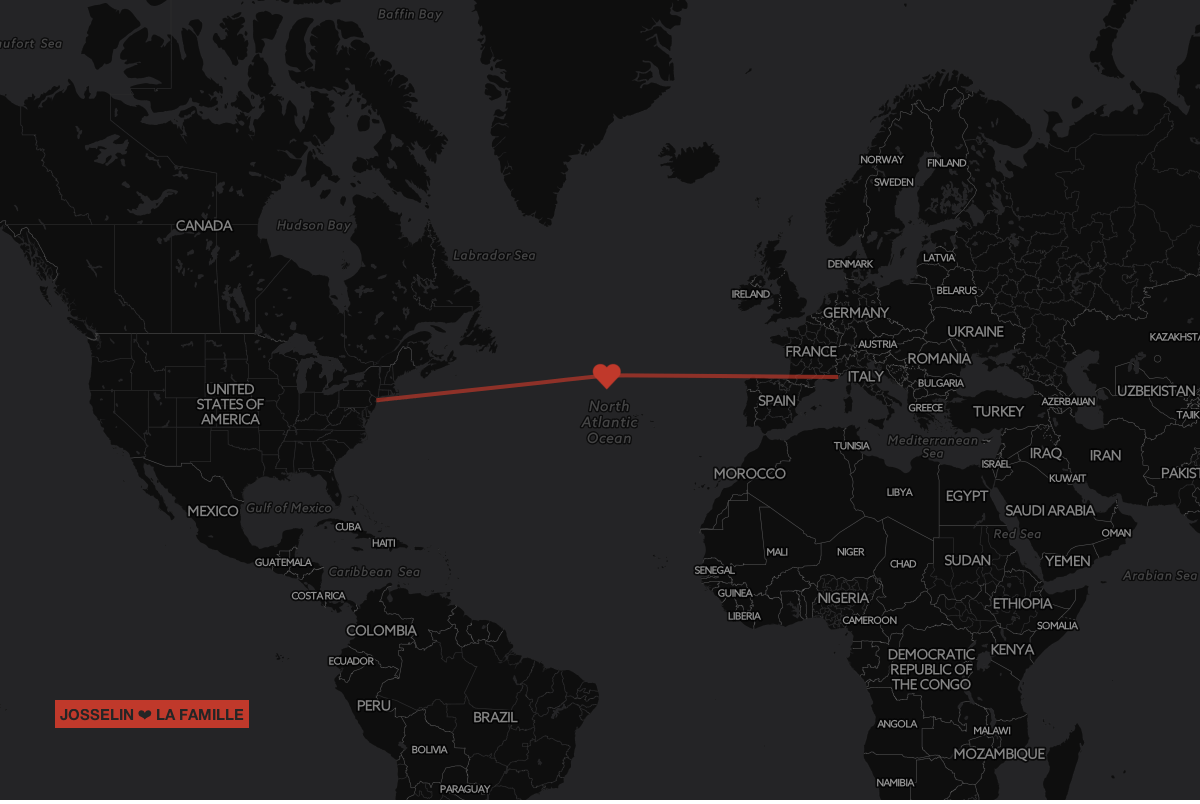 Baffin Bay
aufort Sea
NORWAY
FINLAND
SWEDEN
CANADA
Hudson Bay
Labrador Sea
LATVIA
DENMARK
BELARUS
IRELAND
GERMANY
UKRAINE
KAZAKHSTA
AUSTRIA
FRANCE
ROMANIA
ITALY
BULGARIA
UNITED
STATES OF
AMERICA
UZBEKISTAN
SPAIN
AZERBAIJAN
North
Atlantic
Ocean
GREECE
TURKEY
TAJIK
TUNISIA
Mediterranean
Sea
IRAQ
IRAN
ISRAEL
MOROCCO
KUWAIT
PAKIST
LIBYA
EGYPT
MEXICO
Gulf of Mexico
SAUDI ARABIA
CUBA
Red Sea
OMAN
HAITI
MALI
NIGER
GUATEMALA
CHAD
SUDAN
YEMEN
Caribbean Sea
SENEGAL
Arabian Sea
COSTA RICA
GUINEA
NIGERIA
ETHIOPIA
LIBERIA
CAMEROON
SOMALIA
COLOMBIA
KENYA
DEMOCRATIC
REPUBLIC OF
THE CONGO
ECUADOR
PERU
BRAZIL
JOSSELIN ❤ LA FAMILLE
ANGOLA
MALAWI
BOLIVIA
MOZAMBIQUE
NAMIBIA
PARAGUAY